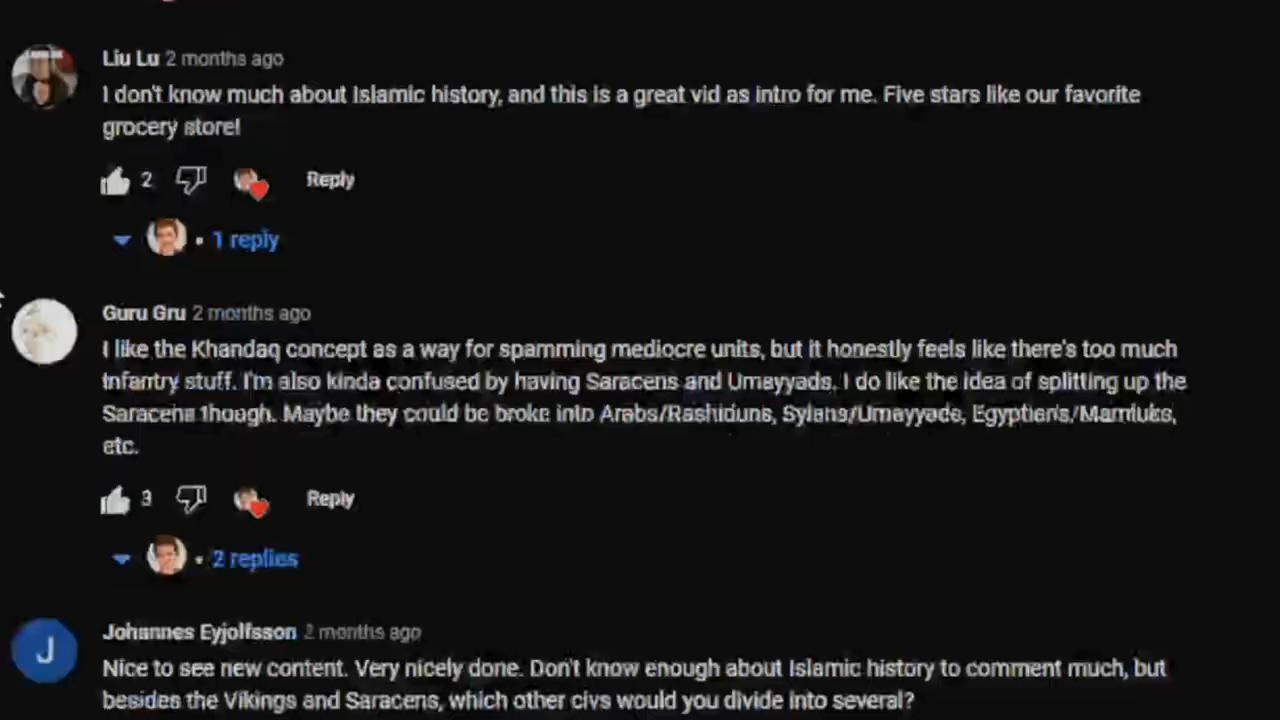 Liu Lu 2 months ago
I don't know much about Islamic history, and this is a great vid as intro for me. Five stars like our favorite
grocery store!
2 Reply
1 reply
Guru Gru 2 months ago
I like the Khandaq concept as a way for spamming mediocre units, but it honestly feels like there's too much
infantry stuff. I'm also kinda confused by having Saracens and Umayyads. I do like the idea of splitting up the
Saracens though. Maybe they could be broke into Arabs/Rashiduns, Syians/Umayyads, Egyptians/Mamluks,
etc.
3 Reply
2 replies
Johannes Eyjolfsson 2 months ago
J
Nice to see new content. Very nicely done. Don't know enough about Islamic history to comment much, but
besides the Vikings and Saracens, which other civs would you divide into several?